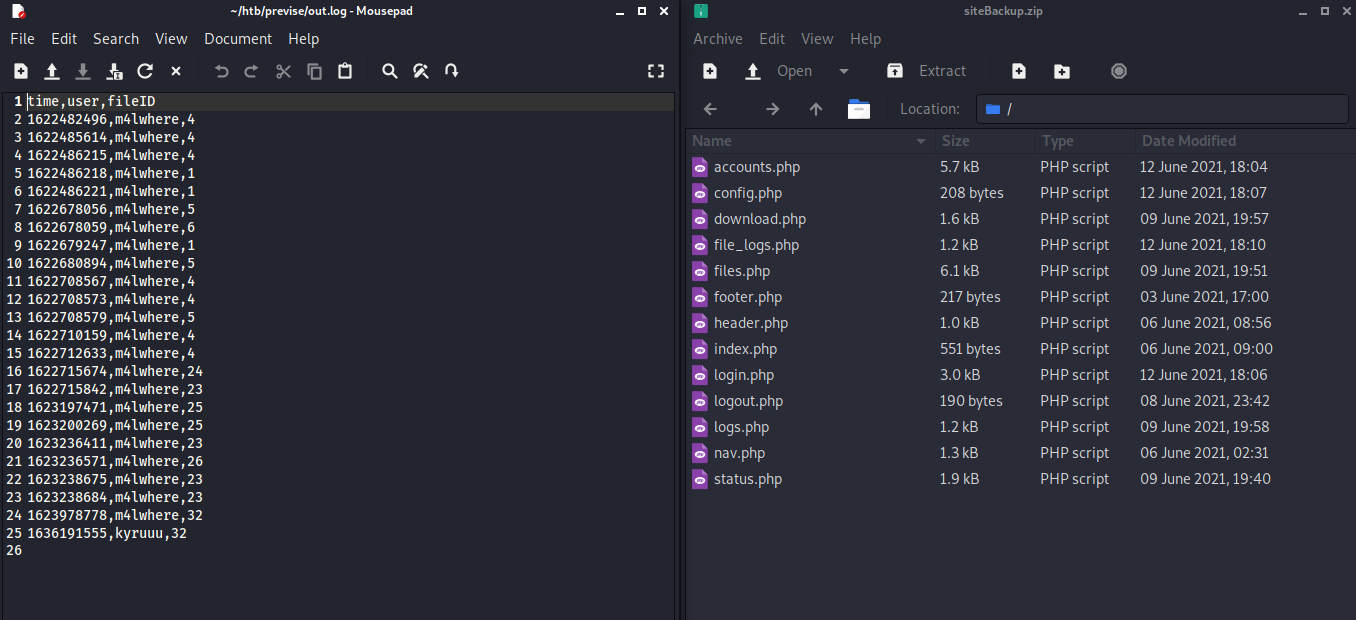 ~/htb/previse/out.log - Mousepad
File Edit Search View Document Help
1 time,user,fileID
2 1622482496,m4lwhere,4
3 1622485614,m4lwhere,4
4 1622486215,m4lwhere,4
5 1622486218,m4lwhere,1
6 1622486221,m4lwhere,1
7 1622678056,m4lwhere,5
8 1622678059,m4lwhere,6
9 1622679247,m4lwhere,1
10 1622680894,m4lwhere,5
11 1622708567,m4lwhere,4
12 1622708573,m4lwhere,4
13 1622708579,m4lwhere,5
14 1622710159,m4lwhere,4
15 1622712633,m4lwhere,4
16 1622715674,m4lwhere,24
17 1622715842,m4lwhere,23
18 1623197471,m4lwhere,25
19 1623200269,m4lwhere,25
20 1623236411,m4lwhere,23
21 1623236571,m4lwhere,26
22 1623238675,m4lwhere,23
23 1623238684,m4lwhere,23
24 1623978778,m4lwhere,32
25 1636191555,kyruuu,32
26
siteBackup.zip
Archive Edit View Help
Open Extract
Location: /
Name Size Type Date Modified
accounts.php 5.7 kB PHP script 12 June 2021, 18:04
config.php 208 bytes PHP script 12 June 2021, 18:07
download.php 1.6 kB PHP script 09 June 2021, 19:57
file_logs.php 1.2 kB PHP script 12 June 2021, 18:10
files.php 6.1 kB PHP script 09 June 2021, 19:51
footer.php 217 bytes PHP script 03 June 2021, 17:00
header.php 1.0 kB PHP script 06 June 2021, 08:56
index.php 551 bytes PHP script 06 June 2021, 09:00
login.php 3.0 kB PHP script 12 June 2021, 18:06
logout.php 190 bytes PHP script 08 June 2021, 23:42
logs.php 1.2 kB PHP script 09 June 2021, 19:58
nav.php 1.3 kB PHP script 06 June 2021, 02:31
status.php 1.9 kB PHP script 09 June 2021, 19:40